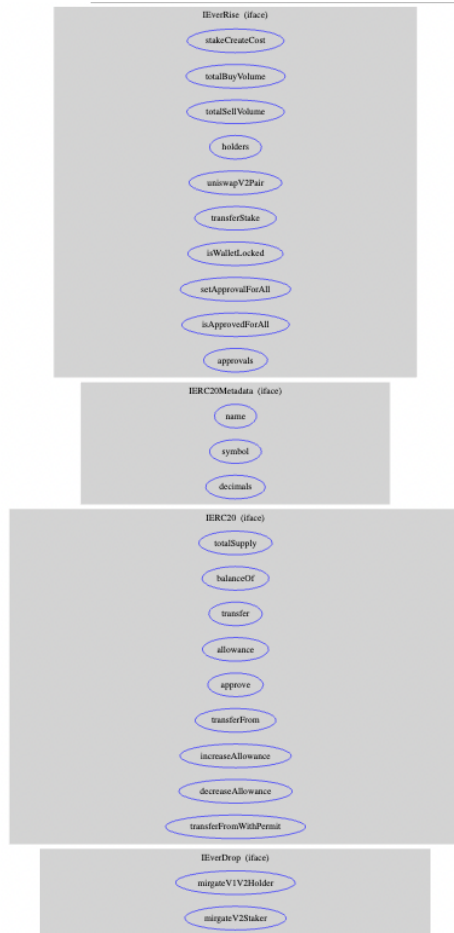 IEverRise (iface)
stakeCreateCost
totalBuyVolume
totalSellVolume
holders
uniswapV2Pair
transferStake
isWalletLocked
setApprovalForAll
isApprovedForAll
approvals
IERC20Metadata (iface)
name
symbol
decimals
IERC20 (iface)
totalSupply
balanceOf
transfer
allowance
approve
transferFrom
increaseAllowance
decreaseAllowance
transferFromWithPermit
IEverDrop (iface)
mirgateV1V2Holder
mirgateV2Staker